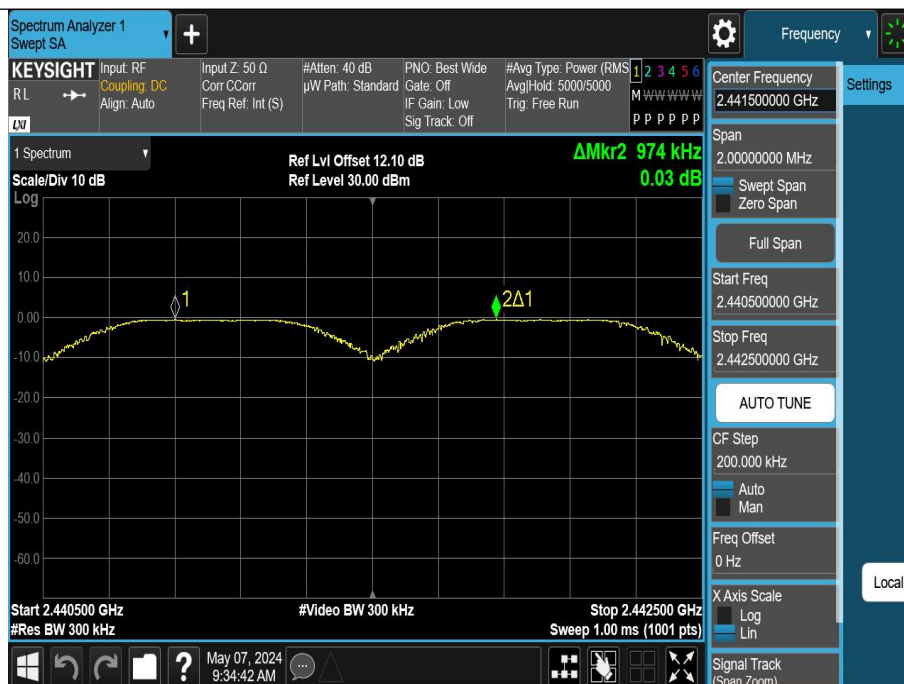 Spectrum Analyzer 1
Swept SA
+
Frequency
KEYSIGHT
R L
LXI
Input: RF
Coupling: DC
Align: Auto
Input Z: 50 Ω
Corr CCorr
Freq Ref: Int (S)
#Atten: 40 dB
µW Path: Standard
PNO: Best Wide
Gate: Off
IF Gain: Low
Sig Track: Off
#Avg Type: Power (RMS
Avg|Hold: 5000/5000
Trig: Free Run
1 2 3 4 5 6
M W W W W W
P P P P P P
1 Spectrum
Scale/Div 10 dB
Log
Ref Lvl Offset 12.10 dB
Ref Level 30.00 dBm
ΔMkr2 974 kHz
0.03 dB
20.0
10.0
0.00
-10.0
-20.0
-30.0
-40.0
-50.0
-60.0
1
2Δ1
Start 2.440500 GHz
#Res BW 300 kHz
#Video BW 300 kHz
Stop 2.442500 GHz
Sweep 1.00 ms (1001 pts)
?
May 07, 2024
9:34:42 AM
Center Frequency
2.441500000 GHz
Span
2.00000000 MHz
Swept Span
Zero Span
Full Span
Start Freq
2.440500000 GHz
Stop Freq
2.442500000 GHz
AUTO TUNE
CF Step
200.000 kHz
Auto
Man
Freq Offset
0 Hz
X Axis Scale
Log
Lin
Signal Track
(Span Zoom)
Settings
Local